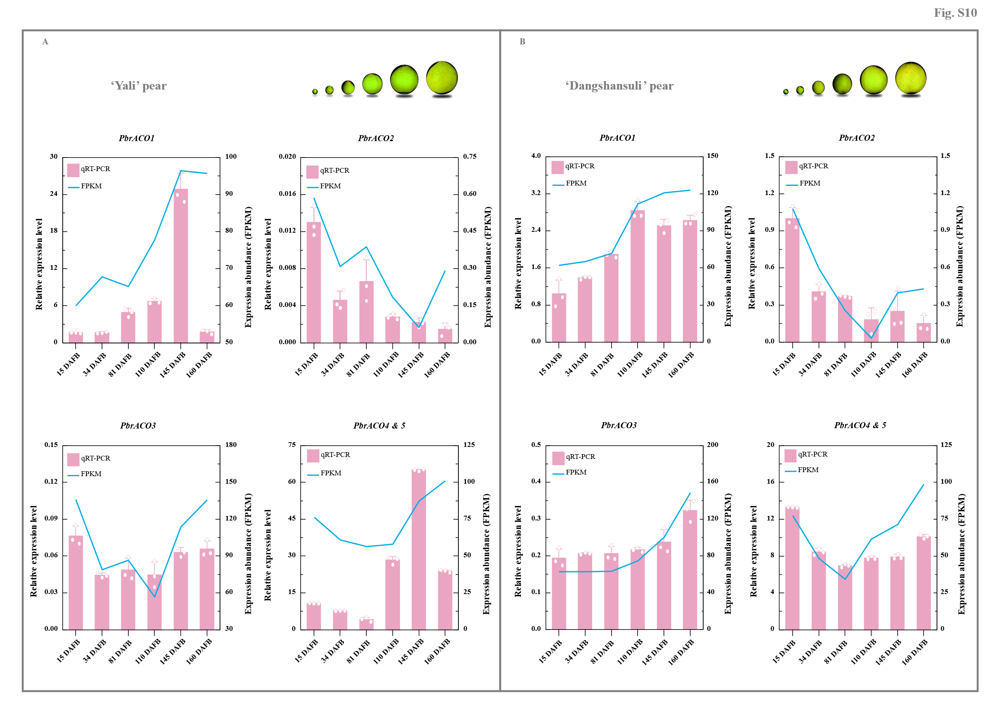 Fig. S10
A
‘Yali’ pear
PbrACO1
30
24
18
12
6
0
100
90
80
70
60
50
qRT-PCR
FPKM
Relative expression level
Expression abundance (FPKM)
15 DAFB
34 DAFB
81 DAFB
110 DAFB
145 DAFB
160 DAFB
PbrACO2
0.020
0.016
0.012
0.008
0.004
0.000
0.75
0.60
0.45
0.30
0.15
0.00
qRT-PCR
FPKM
Relative expression level
Expression abundance (FPKM)
15 DAFB
34 DAFB
81 DAFB
110 DAFB
145 DAFB
160 DAFB
PbrACO3
0.15
0.12
0.09
0.06
0.03
0.00
180
150
120
90
60
30
qRT-PCR
FPKM
Relative expression level
Expression abundance (FPKM)
15 DAFB
34 DAFB
81 DAFB
110 DAFB
145 DAFB
160 DAFB
PbrACO4 & 5
75
60
45
30
15
0
125
100
75
50
25
0
qRT-PCR
FPKM
Relative expression level
Expression abundance (FPKM)
15 DAFB
34 DAFB
81 DAFB
110 DAFB
145 DAFB
160 DAFB
B
‘Dangshansuli’ pear
PbrACO1
4.0
3.2
2.4
1.6
0.8
0.0
150
120
90
60
30
0
qRT-PCR
FPKM
Relative expression level
Expression abundance (FPKM)
15 DAFB
34 DAFB
81 DAFB
110 DAFB
145 DAFB
160 DAFB
PbrACO2
1.5
1.2
0.9
0.6
0.3
0.0
1.5
1.2
0.9
0.6
0.3
0.0
qRT-PCR
FPKM
Relative expression level
Expression abundance (FPKM)
15 DAFB
34 DAFB
81 DAFB
110 DAFB
145 DAFB
160 DAFB
PbrACO3
0.5
0.4
0.3
0.2
0.1
0.0
200
160
120
80
40
0
qRT-PCR
FPKM
Relative expression level
Expression abundance (FPKM)
15 DAFB
34 DAFB
81 DAFB
110 DAFB
145 DAFB
160 DAFB
PbrACO4 & 5
20
16
12
8
4
0
125
100
75
50
25
0
qRT-PCR
FPKM
Relative expression level
Expression abundance (FPKM)
15 DAFB
34 DAFB
81 DAFB
110 DAFB
145 DAFB
160 DAFB